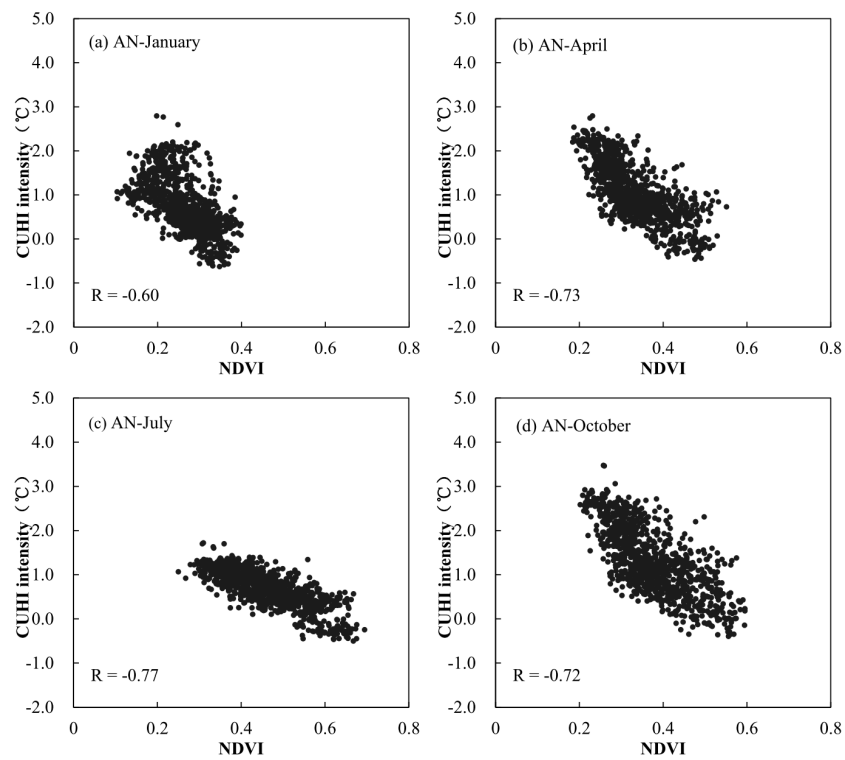 (a) AN-January
5.0
4.0
3.0
2.0
1.0
0.0
-1.0
-2.0
CUHI intensity（℃）
R = -0.60
0 0.2 0.4 0.6 0.8
NDVI
(b) AN-April
5.0
4.0
3.0
2.0
1.0
0.0
-1.0
-2.0
CUHI intensity（℃）
R = -0.73
0 0.2 0.4 0.6 0.8
NDVI
(c) AN-July
5.0
4.0
3.0
2.0
1.0
0.0
-1.0
-2.0
CUHI intensity（℃）
R = -0.77
0 0.2 0.4 0.6 0.8
NDVI
(d) AN-October
5.0
4.0
3.0
2.0
1.0
0.0
-1.0
-2.0
CUHI intensity（℃）
R = -0.72
0 0.2 0.4 0.6 0.8
NDVI